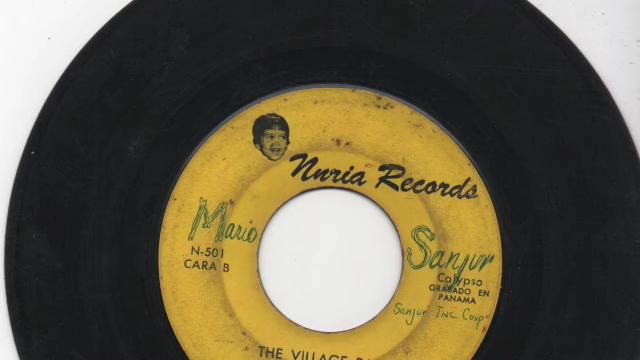 Nuria Records
Mario
Sanjur
N-501
CARA B
Calypso
GRABADO EN
PANAMA
Sanjur Inc. Corp
THE VILLAGE